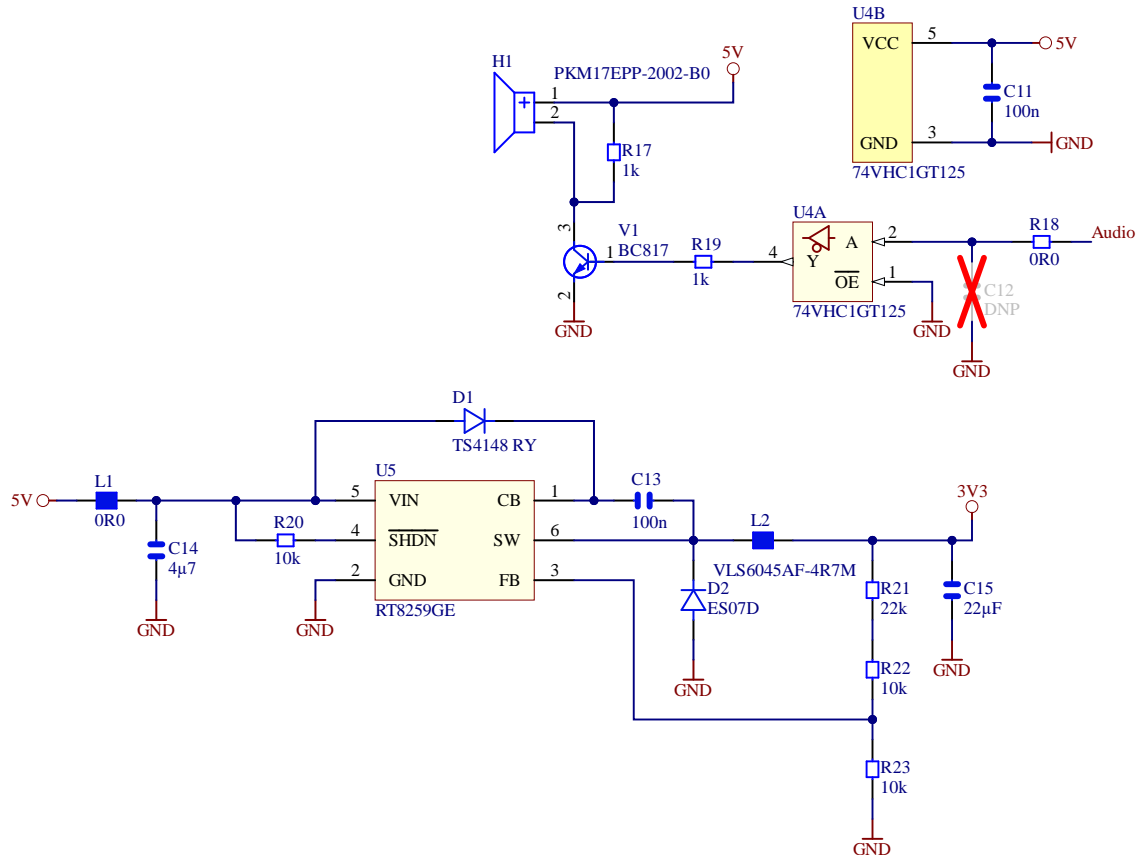 U4B
VCC
5
5V
C11
100n
GND
3
GND
74VHC1GT125
H1
PKM17EPP-2002-B0
5V
1
2
R17
1k
3
V1
BC817
1
2
GND
R19
1k
U4A
4
Y
A
OE
2
1
74VHC1GT125
GND
R18
0R0
Audio
C12
DNP
GND
D1
TS4148 RY
5V
L1
0R0
C14
4µ7
GND
R20
10k
GND
U5
5
VIN
CB
1
4
SHDN
SW
6
2
GND
FB
3
RT8259GE
C13
100n
L2
VLS6045AF-4R7M
D2
ES07D
GND
3V3
R21
22k
C15
22µF
GND
R22
10k
R23
10k
GND